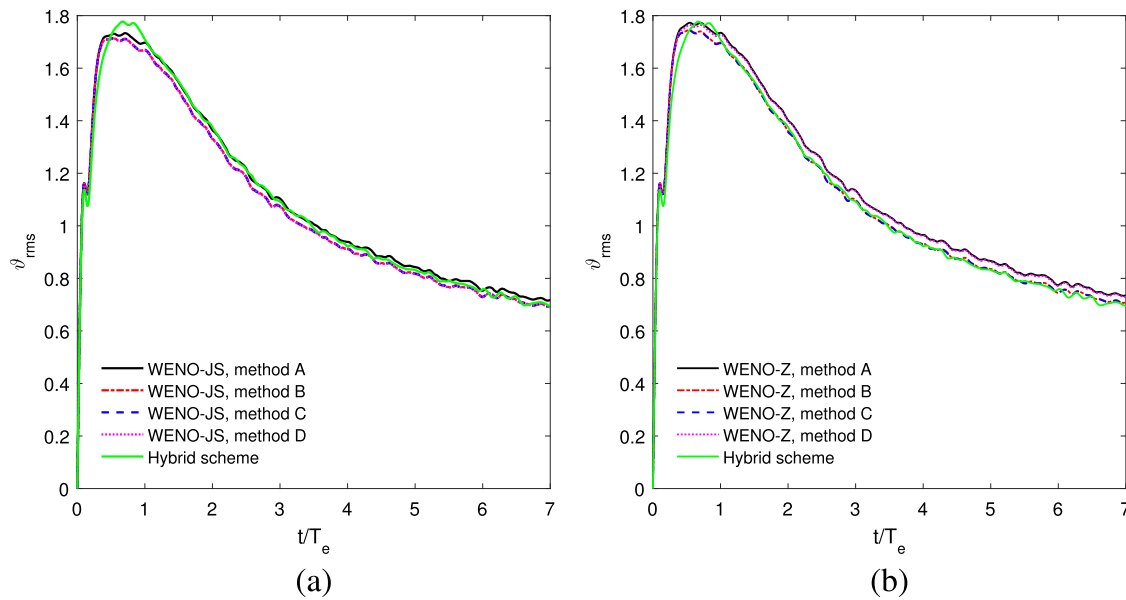 1.8
1.6
1.4
1.2
1
0.8
0.6
0.4
0.2
0
ϑrms
WENO-JS, method A
WENO-JS, method B
WENO-JS, method C
WENO-JS, method D
Hybrid scheme
0 1 2 3 4 5 6 7
t/Te
(a)
1.8
1.6
1.4
1.2
1
0.8
0.6
0.4
0.2
0
ϑrms
WENO-Z, method A
WENO-Z, method B
WENO-Z, method C
WENO-Z, method D
Hybrid scheme
0 1 2 3 4 5 6 7
t/Te
(b)